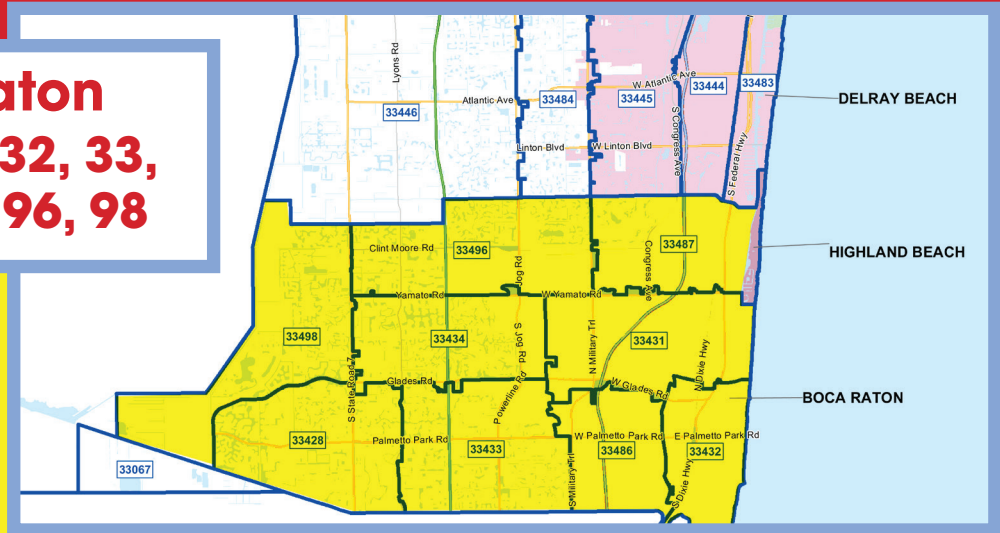 aton
32, 33,
96, 98
Lyons Rd
33446
Atlantic Ave
33484
Linton Blvd
33445
W Atlantic Ave
33444
33483
W Linton Blvd
S Congress Ave
S Federal Hwy
DELRAY BEACH
HIGHLAND BEACH
BOCA RATON
Clint Moore Rd
33496
Jog Rd
33487
Congress Ave
Yamato Rd
W Yamato Rd
33498
33434
S Jog Rd
N Military Trl
33431
N Dixie Hwy
S State Road 7
Glades Rd
Powerline Rd
W Glades Rd
33428
Palmetto Park Rd
33433
W Palmetto Park Rd
33486
E Palmetto Park Rd
33432
S Military Trl
S Dixie Hwy
33067